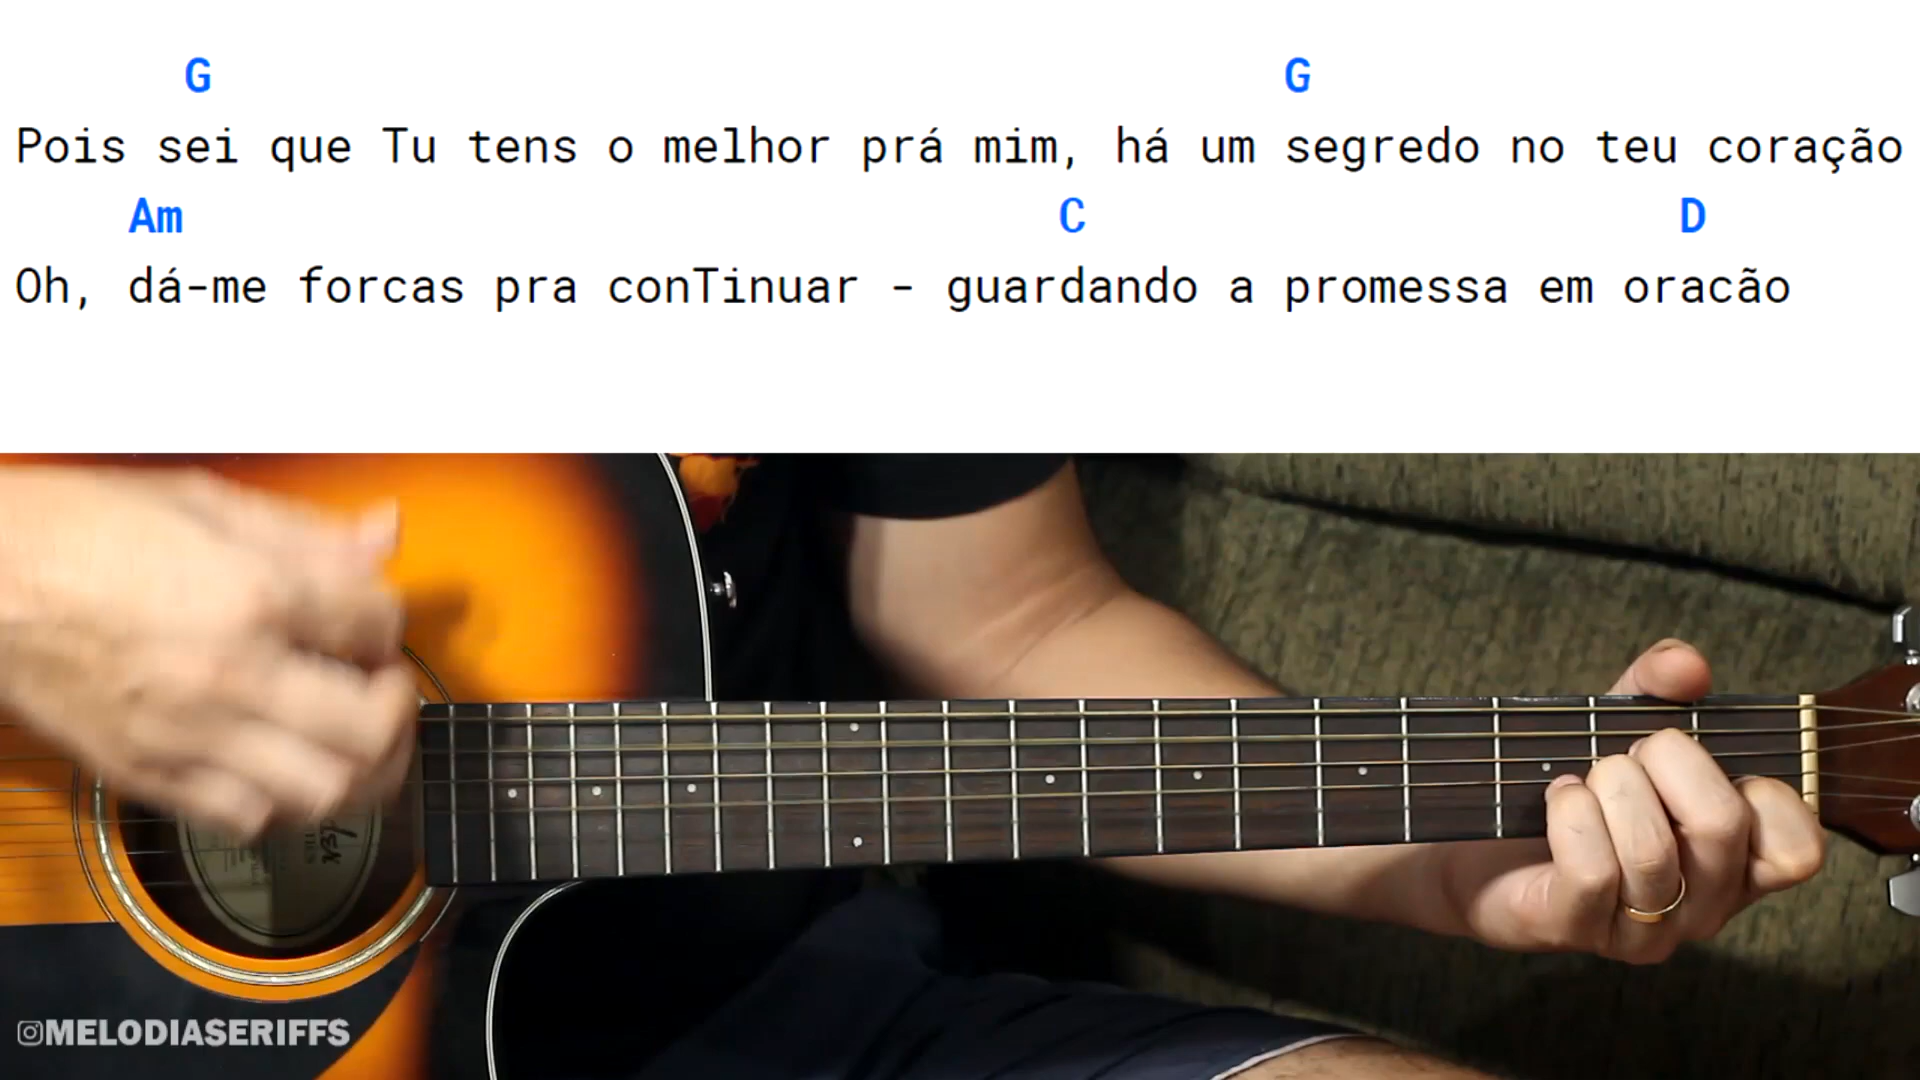 G G
Pois sei que Tu tens o melhor prá mim, há um segredo no teu coração
Am C D
Oh, dá-me forcas pra conTinuar - guardando a promessa em oracão
@MELODIASERIFFS